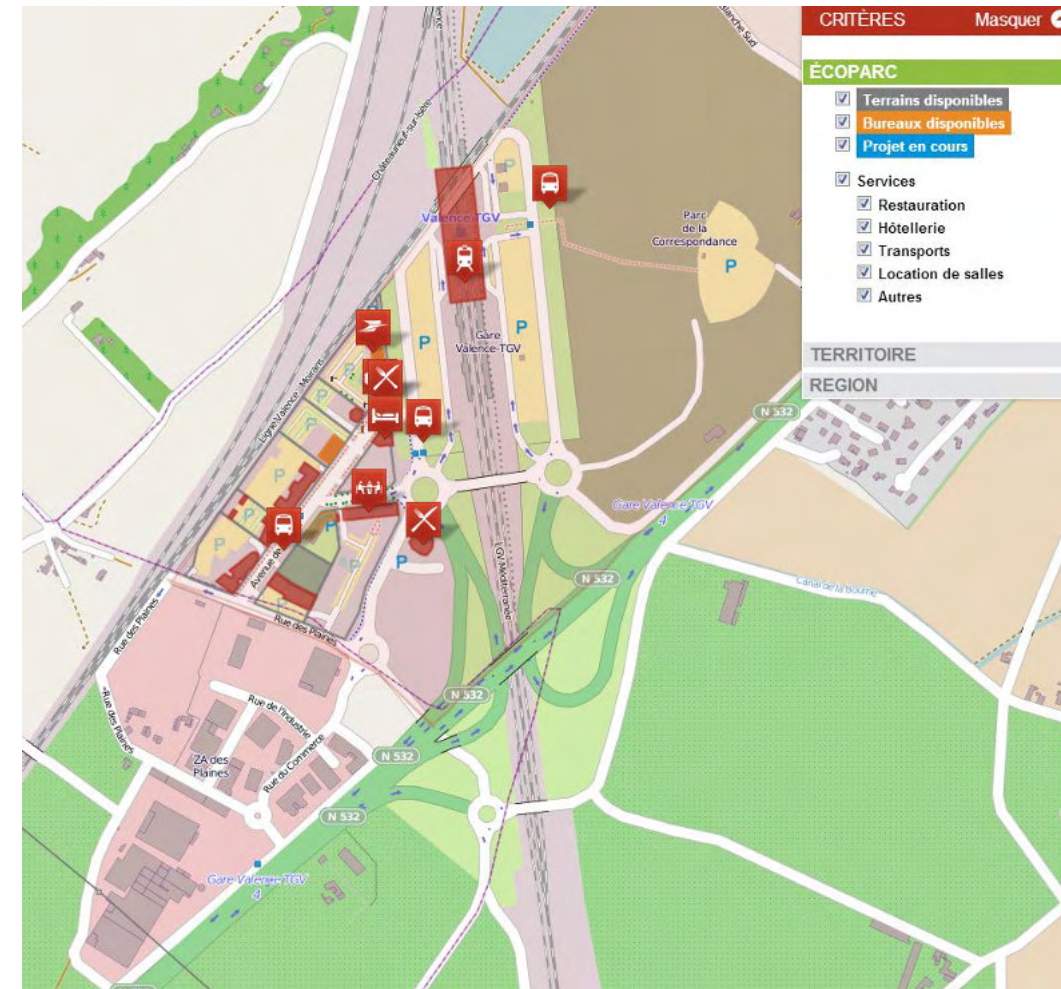 CRITÈRES
Masquer
ÉCOPARC
Terrains disponibles
Bureaux disponibles
Projet en cours
Services
Restauration
Hôtellerie
Transports
Location de salles
Autres
TERRITOIRE
REGION
Châteauneuf-sur-Isère
P
Valence TGV
Parc
de la
Correspondance
P
Gare
Valence-TGV
P
P
Ligne Valence - Moirans
P
P
P
P
P
N 532
Gare Valence TGV
4
P
P
P
P
Avenue de
LGV Méditerranée
N 532
Canal de la Bourne
P
Rue des Plaines
Rue des Plaines
Rue des Plaines
N 532
Rue de l'Industrie
Rue du Commerce
ZA des
Plaines
N 532
N 532
Gare Valence TGV
4